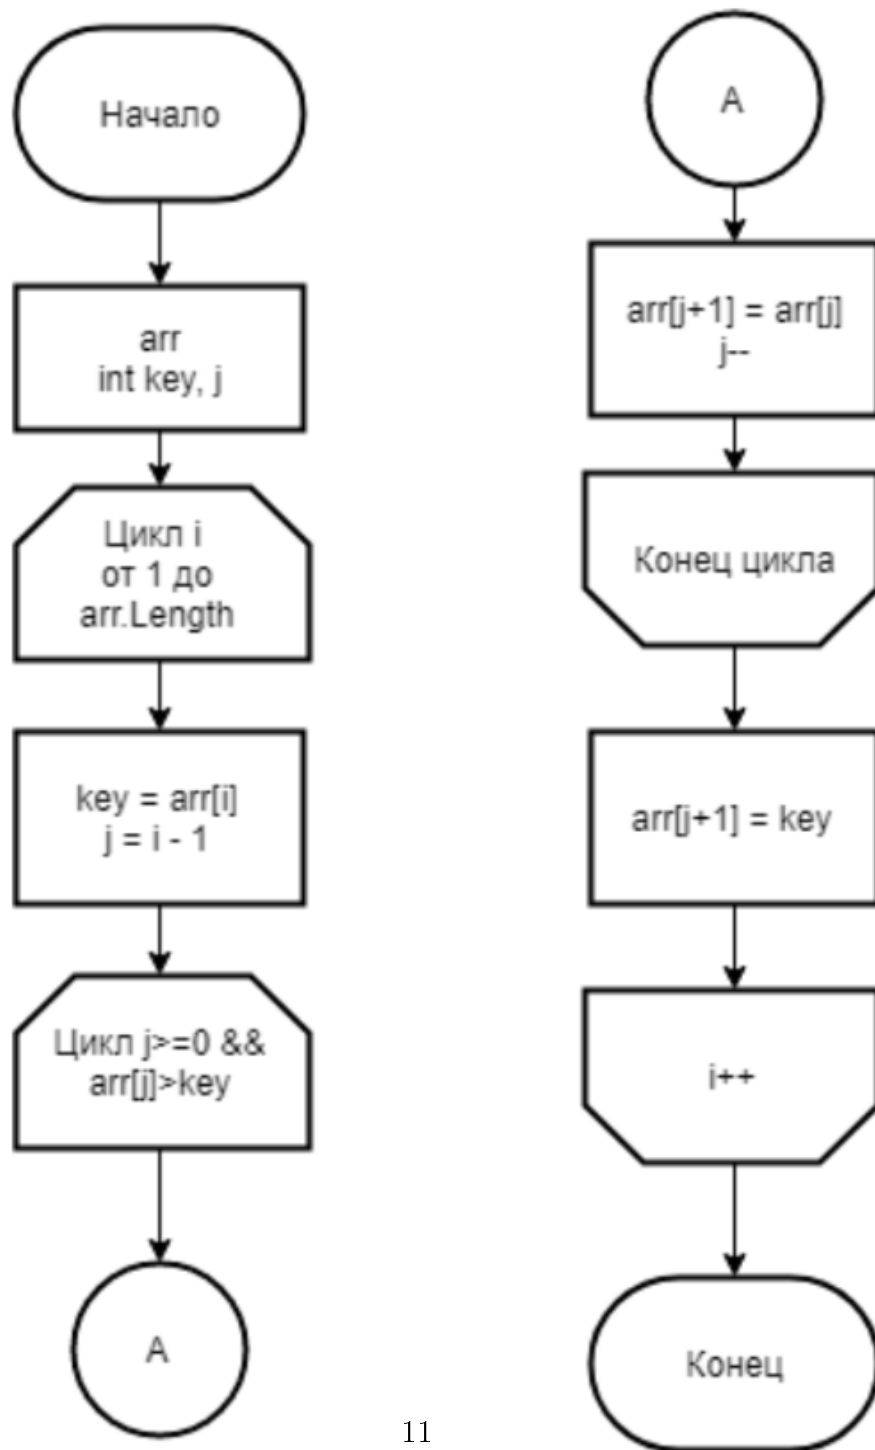 Начало
arr
int key, j
Цикл i
от 1 до
arr.Length
key = arr[i]
j = i - 1
Цикл j>=0 &&
arr[j]>key
A
A
arr[j+1] = arr[j]
j--
Конец цикла
arr[j+1] = key
i++
Конец
11